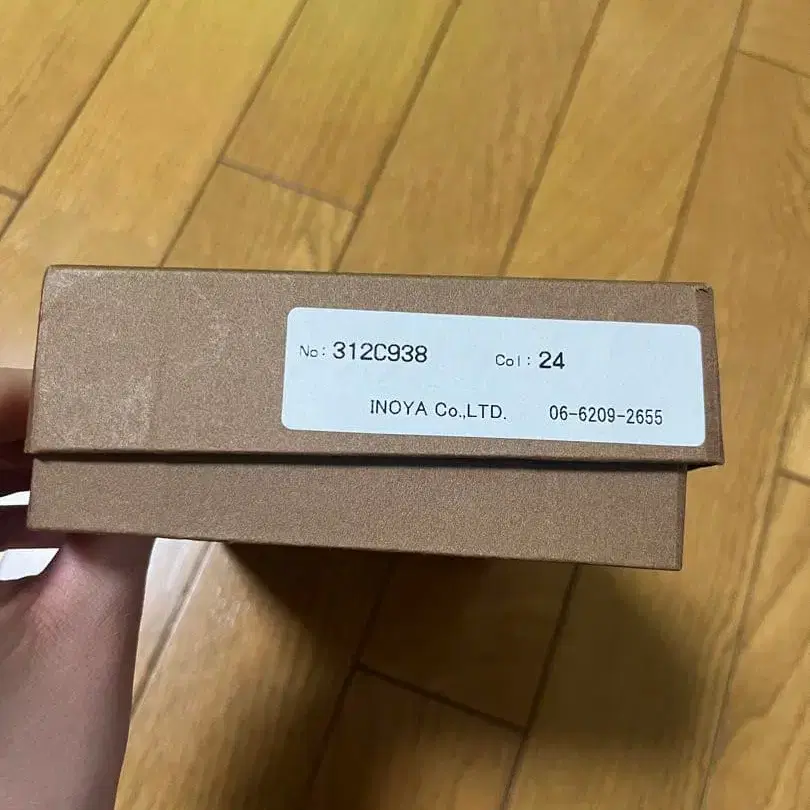 No: 312C938 Col: 24
INOYA Co.,LTD. 06-6209-2655